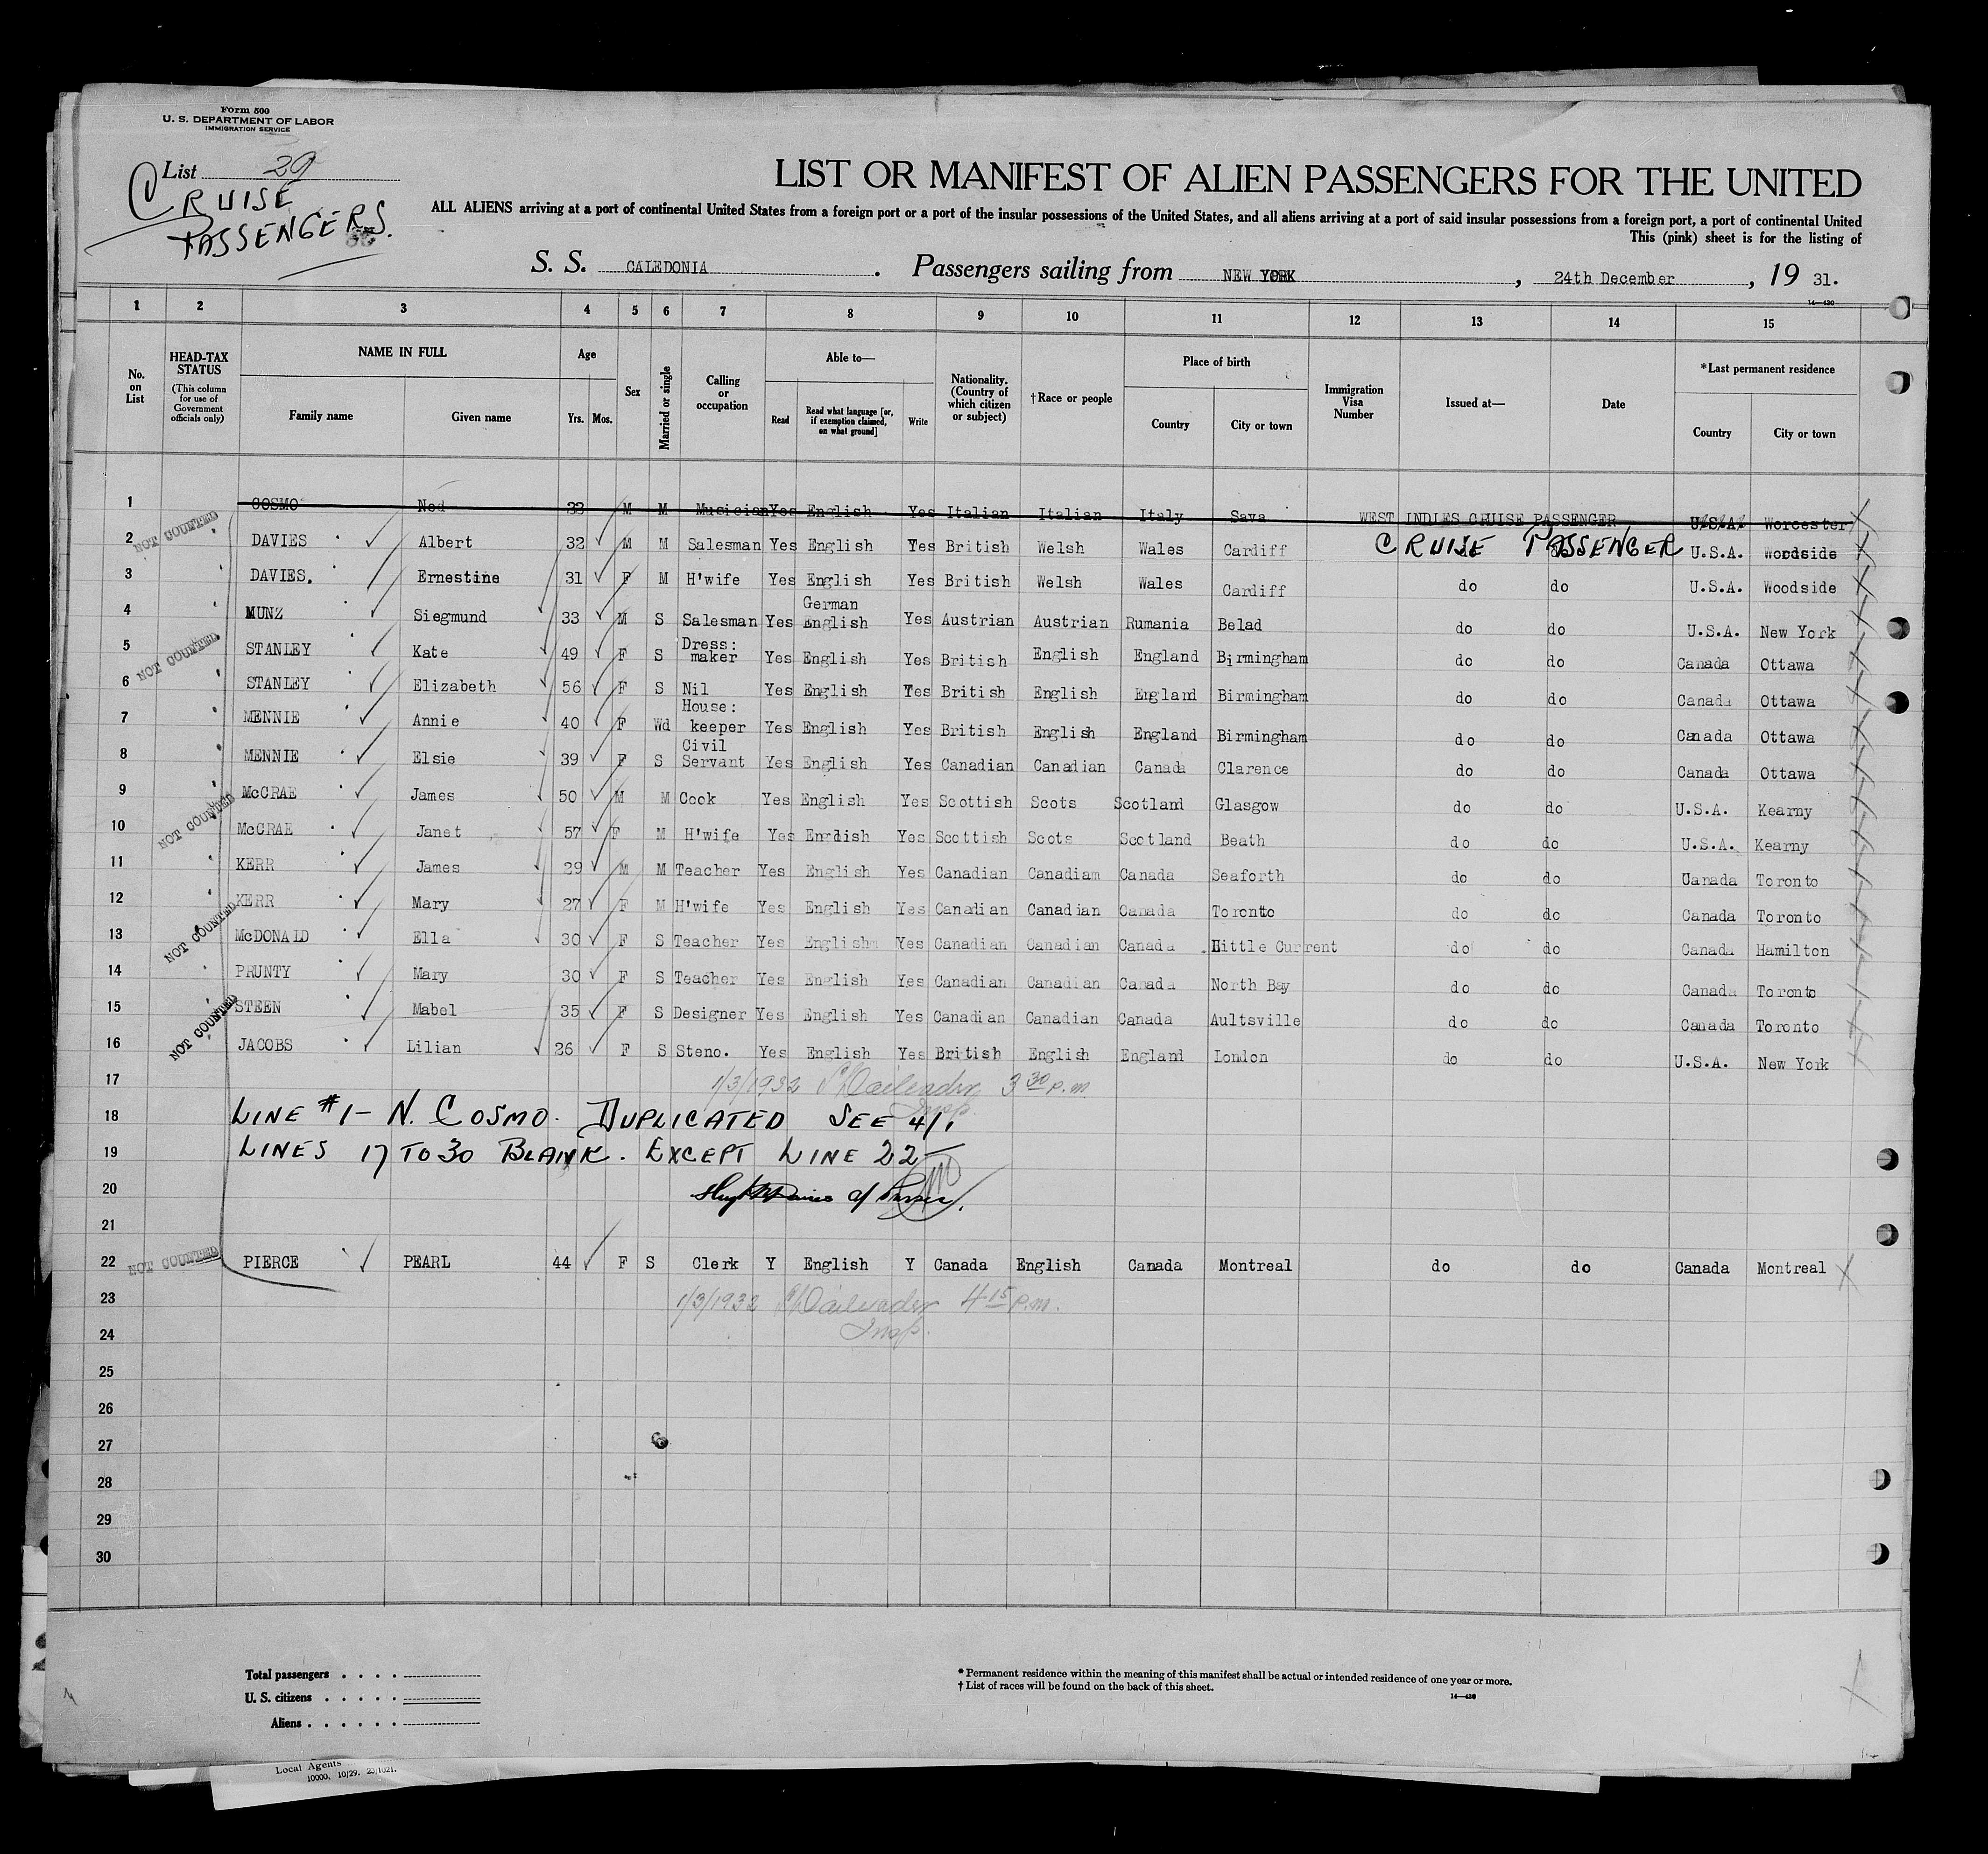 Form 500
U. S. DEPARTMENT OF LABOR
IMMIGRATION SERVICE
List 29
CRUISE
PASSENGERS.
LIST OR MANIFEST OF ALIEN PASSENGERS FOR THE UNITED
ALL ALIENS arriving at a port of continental United States from a foreign port or a port of the insular possessions of the United States, and all aliens arriving at a port of said insular possessions from a foreign port, a port of continental United
This (pink) sheet is for the listing of
S. S. CALEDONIA. Passengers sailing from NEW YORK, 24th December, 19 31.
14—430
1 2 3 4 5 6 7 8 9 10 11 12 13 14 15
No. on List
HEAD-TAX STATUS
(This column for use of Government officials only)
NAME IN FULL
Family name Given name
Age
Yrs. Mos.
Sex
Married or single
Calling or occupation
Able to—
Read
Read what language [or, if exemption claimed, on what ground]
Write
Nationality. (Country of which citizen or subject)
†Race or people
Place of birth
Country City or town
Immigration Visa Number
Issued at—
Date
*Last permanent residence
Country City or town
1 COSMO Ned 33 M M Musician Yes English Yes Italian Italian Italy Sava WEST INDIES CRUISE PASSENGER U.S.A. Worcester
NOT COUNTED
2 DAVIES Albert 32 M M Salesman Yes English Yes British Welsh Wales Cardiff CRUISE PASSENGER do do U.S.A. Woodside
3 DAVIES. Ernestine 31 F M H'wife Yes English Yes British Welsh Wales Cardiff do do U.S.A. Woodside
German
4 MUNZ Siegmund 33 M S Salesman Yes English Yes Austrian Austrian Rumania Belad do do U.S.A. New York
NOT COUNTED
5 STANLEY Kate 49 F S Dress: maker Yes English Yes British English England Birmingham do do Canada Ottawa
6 STANLEY Elizabeth 56 F S Nil Yes English Yes British English England Birmingham do do Canada Ottawa
7 MENNIE Annie 40 F Wd House: keeper Yes English Yes British English England Birmingham do do Canada Ottawa
8 MENNIE Elsie 39 F S Civil Servant Yes English Yes Canadian Canadian Canada Clarence do do Canada Ottawa
9 McCRAE James 50 M M Cook Yes English Yes Scottish Scots Scotland Glasgow do do U.S.A. Kearny
NOT COUNTED
10 McCRAE Janet 57 F M H'wife Yes Engdish Yes Scottish Scots Scotland Beath do do U.S.A. Kearny
11 KERR James 29 M M Teacher Yes English Yes Canadian Canadiam Canada Seaforth do do Canada Toronto
12 KERR Mary 27 F M H'wife Yes English Yes Canadian Canadian Canada Toronto do do Canada Toronto
NOT COUNTED
13 McDONALD Ella 30 F S Teacher Yes English Yes Canadian Canadian Canada Little Current do do Canada Hamilton
14 PRUNTY Mary 30 F S Teacher Yes English Yes Canadian Canadian Canada North Bay do do Canada Toronto
15 STEEN Mabel 35 F S Designer Yes English Yes Canadian Canadian Canada Aultsville do do Canada Toronto
NOT COUNTED
16 JACOBS Lilian 26 F S Steno. Yes English Yes British English England London do do U.S.A. New York
17 1/3/1932 3 30 p.m.
Insp.
18 LINE #1 - N. COSMO. DUPLICATED SEE 4/1
19 LINES 17 TO 30 BLANK. EXCEPT LINE 22
20
21
NOT COUNTED
22 PIERCE PEARL 44 F S Clerk Y English Y Canada English Canada Montreal do do Canada Montreal
23 1/3/1932 4 15 p.m.
Insp.
24
25
26
27
28
29
30
Total passengers . . . .
U. S. citizens . . . . .
Aliens . . . . . .
* Permanent residence within the meaning of this manifest shall be actual or intended residence of one year or more.
† List of races will be found on the back of this sheet.
14—430
Local Agents